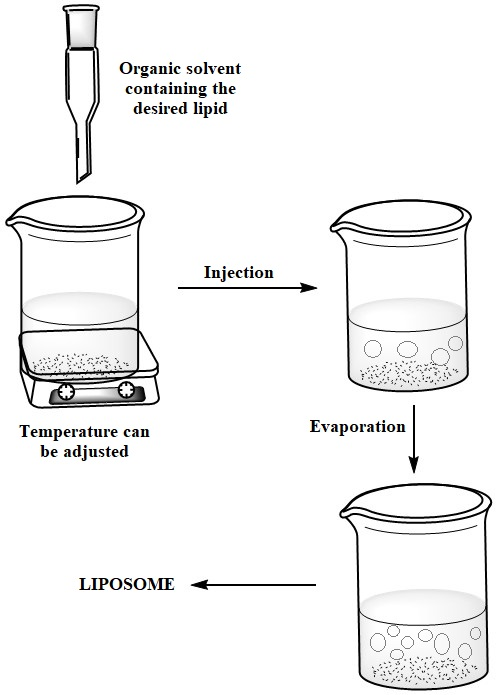 Organic solvent
containing the
desired lipid
Injection
Temperature can
be adjusted
Evaporation
LIPOSOME